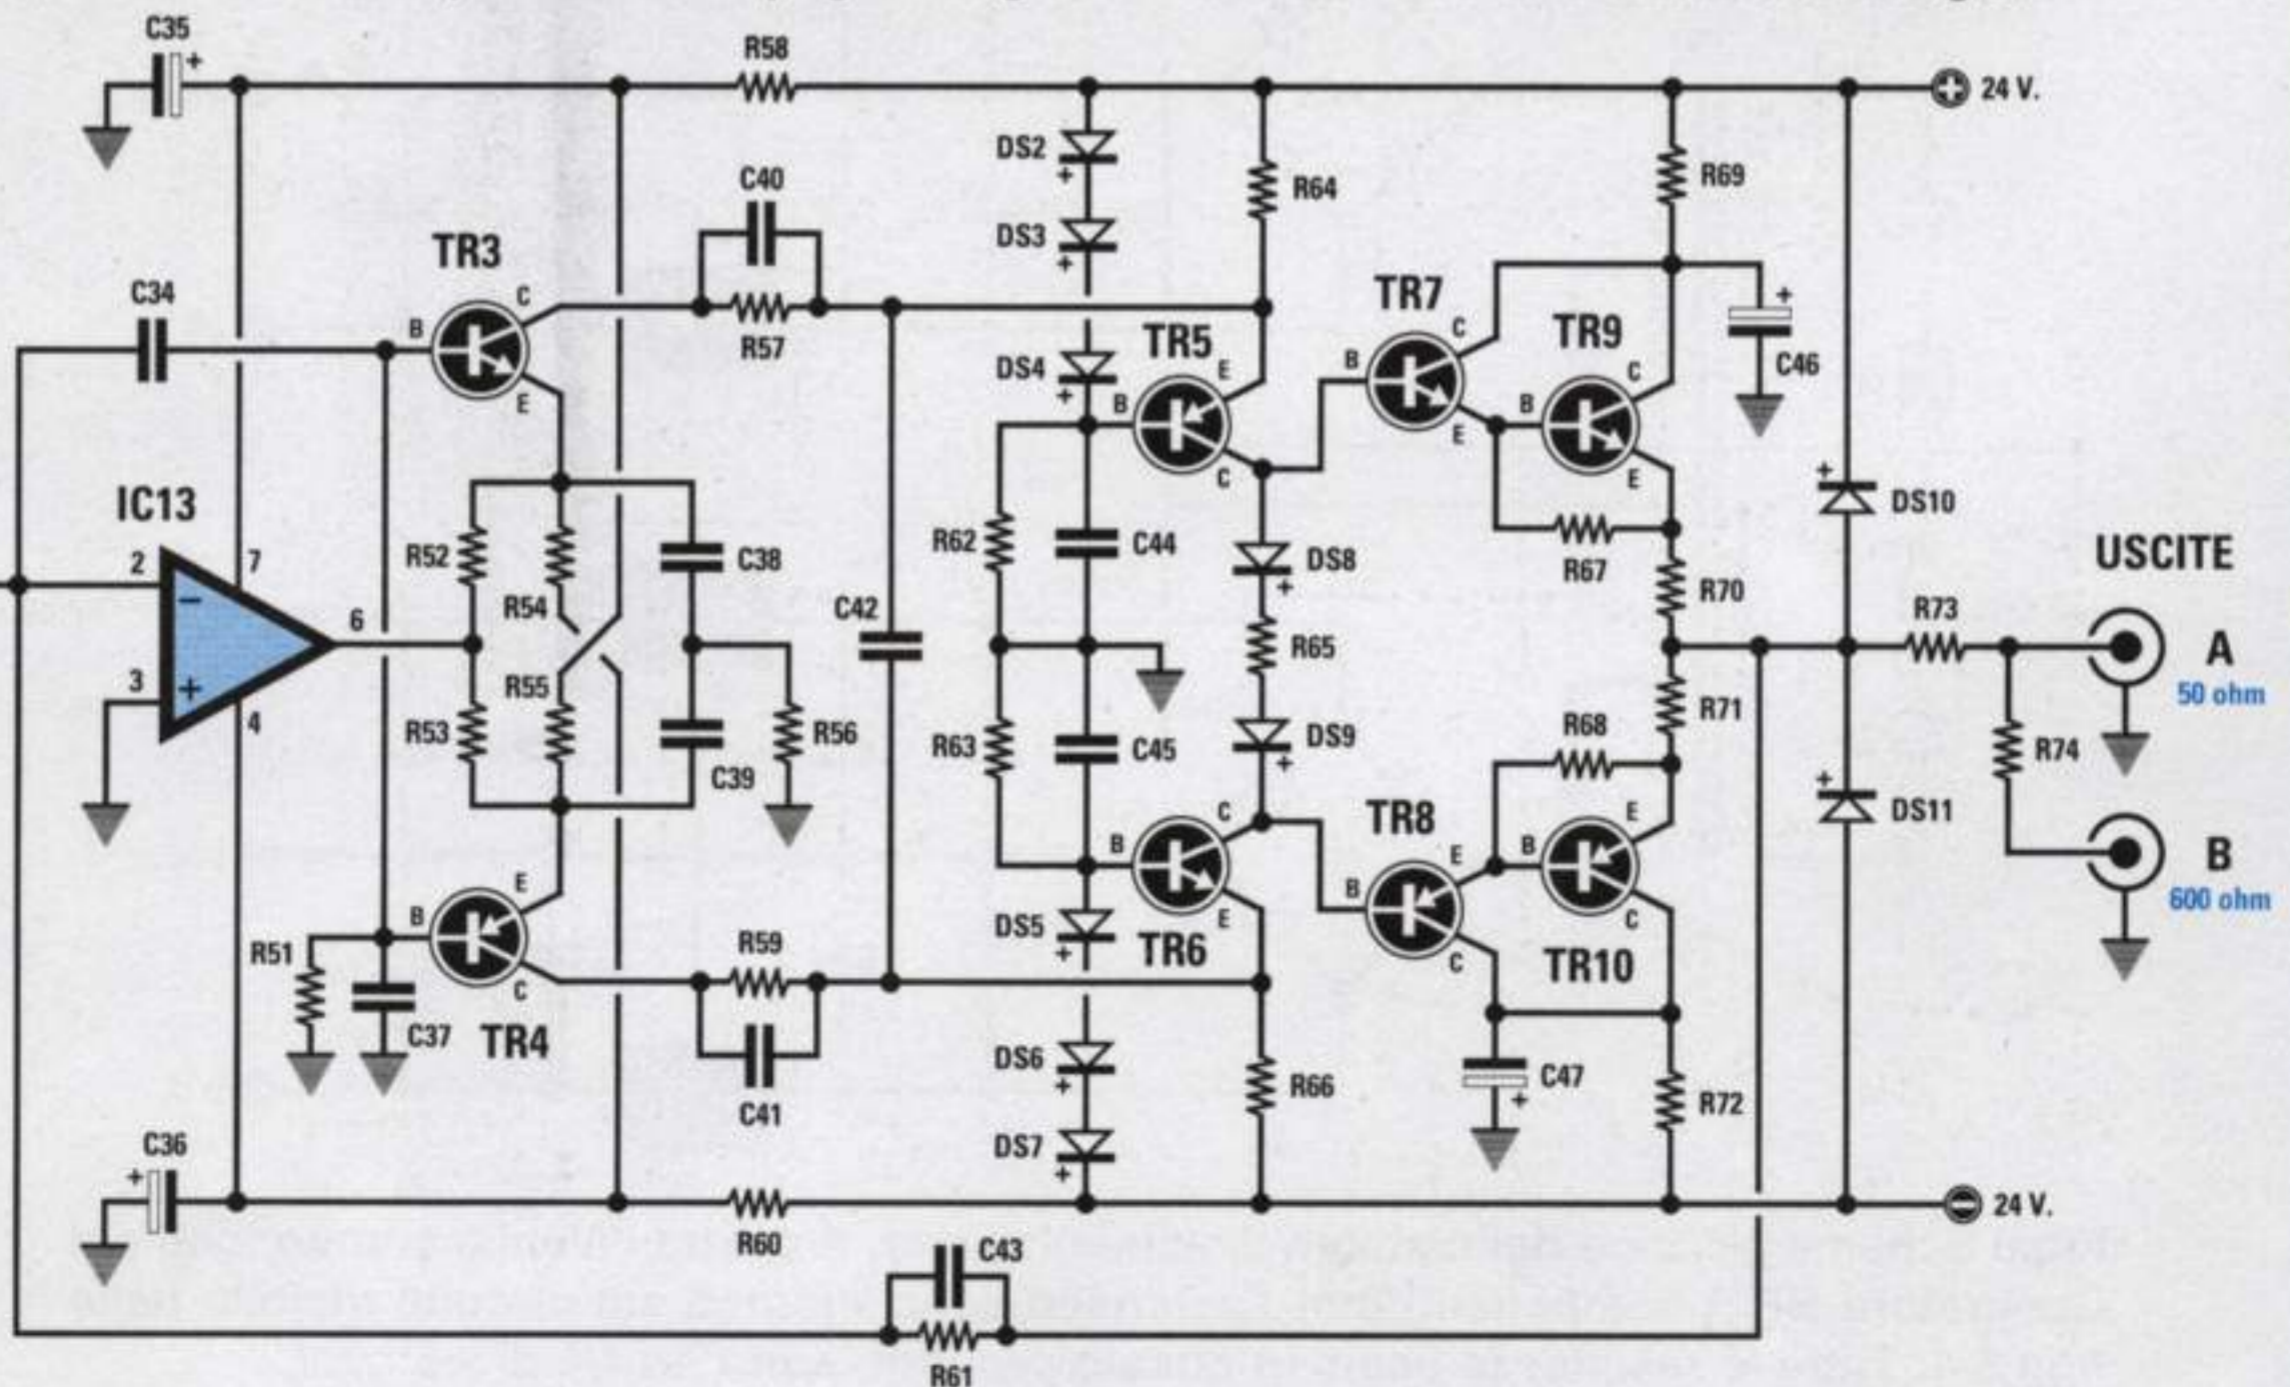 C35
+
R58
24 V.
DS2
+
C40
R64
R69
DS3
+
TR3
C
C34
B
E
R57
TR7
C
B
E
TR9
C
B
E
+
C46
DS4
+
TR5
E
B
C
IC13
2
7
−
6
3
+
4
R52
R54
C38
R55
R53
C39
R56
C42
R62
C44
R63
C45
DS8
+
R65
DS9
+
R67
R70
R71
R68
+
DS10
+
DS11
USCITE
R73
A
50 ohm
R74
B
600 ohm
E
B
C
TR4
R51
C37
R59
C41
C
B
E
TR6
DS5
+
DS6
+
DS7
+
TR8
E
B
C
E
B
C
TR10
C47
+
R66
R72
C36
+
R60
24 V.
C43
R61